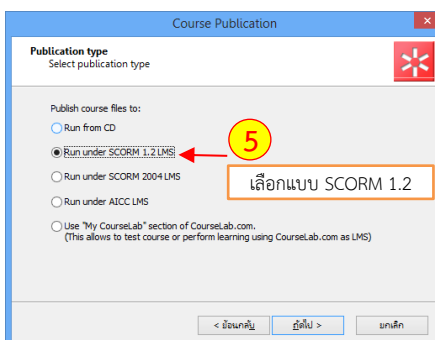 Course Publication
Publication type
Select publication type
Publish course files to:
Run from CD
Run under SCORM 1.2 LMS
5
Run under SCORM 2004 LMS
เลือกแบบ SCORM 1.2
Run under AICC LMS
Use "My CourseLab" section of CourseLab.com.
(This allows to test course or perform learning using CourseLab.com as LMS)
< ย้อนกลับ ถัดไป > ยกเลิก